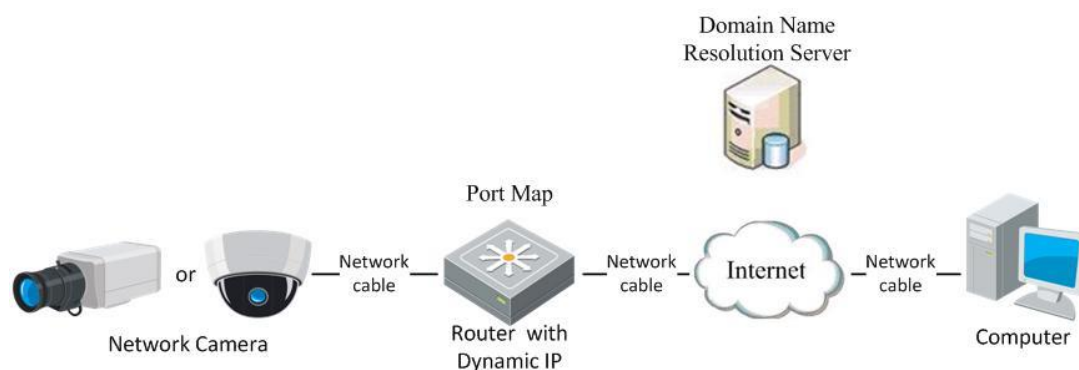 Domain Name
Resolution Server
Port Map
or
Network
cable
Network
cable
Internet
Network
cable
Network Camera
Router with
Dynamic IP
Computer